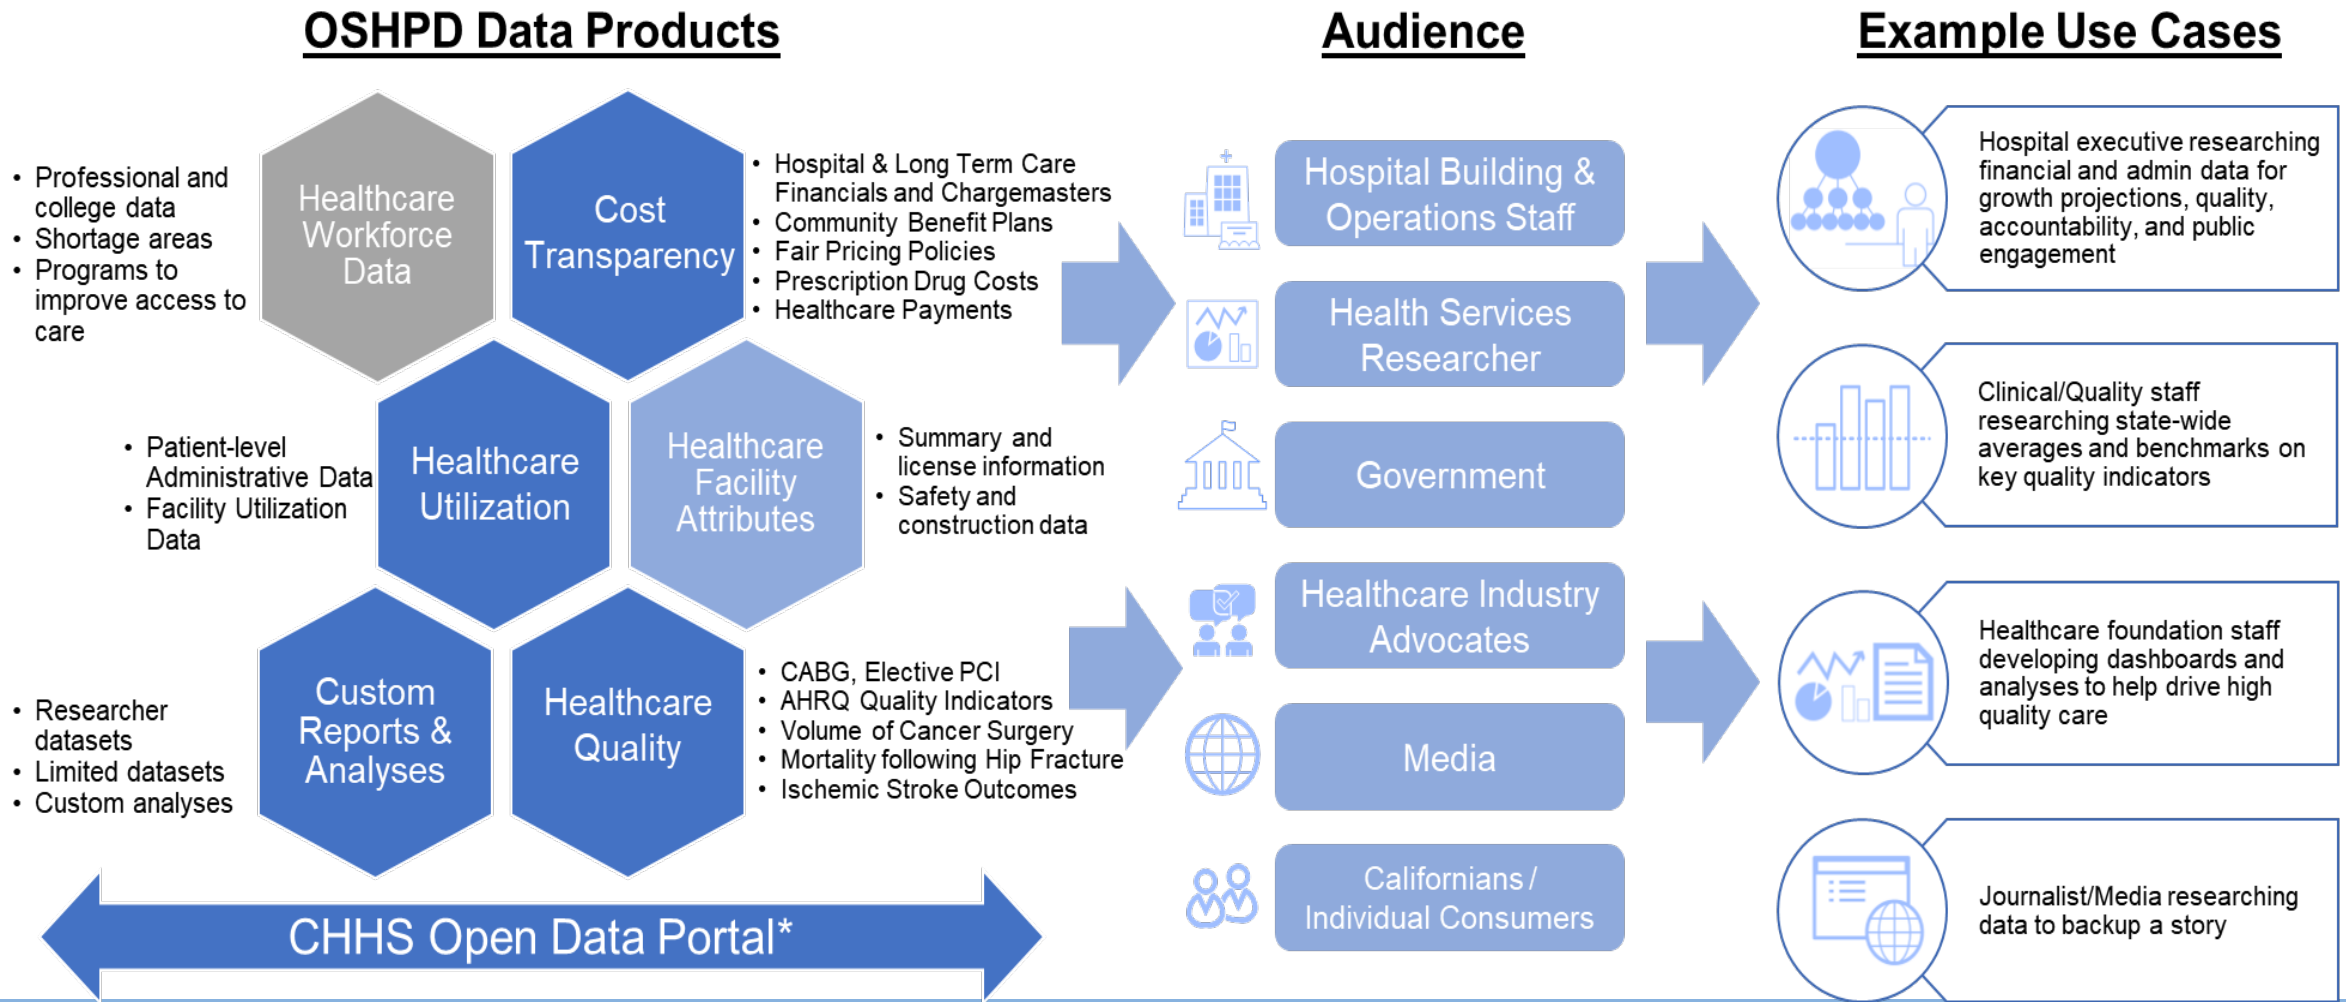 OSHPD Data Products
Healthcare
Workforce
Data
• Professional and
college data
• Shortage areas
• Programs to
improve access to
care
Cost
Transparency
• Hospital & Long Term Care
Financials and Chargemasters
• Community Benefit Plans
• Fair Pricing Policies
• Prescription Drug Costs
• Healthcare Payments
Healthcare
Utilization
• Patient-level
Administrative Data
• Facility Utilization
Data
Healthcare
Facility
Attributes
• Summary and
license information
• Safety and
construction data
Custom
Reports &
Analyses
• Researcher
datasets
• Limited datasets
• Custom analyses
Healthcare
Quality
• CABG, Elective PCI
• AHRQ Quality Indicators
• Volume of Cancer Surgery
• Mortality following Hip Fracture
• Ischemic Stroke Outcomes
CHHS Open Data Portal*
Audience
Hospital Building &
Operations Staff
Health Services
Researcher
Government
Healthcare Industry
Advocates
Media
Californians /
Individual Consumers
Example Use Cases
Hospital executive researching
financial and admin data for
growth projections, quality,
accountability, and public
engagement
Clinical/Quality staff
researching state-wide
averages and benchmarks on
key quality indicators
Healthcare foundation staff
developing dashboards and
analyses to help drive high
quality care
Journalist/Media researching
data to backup a story